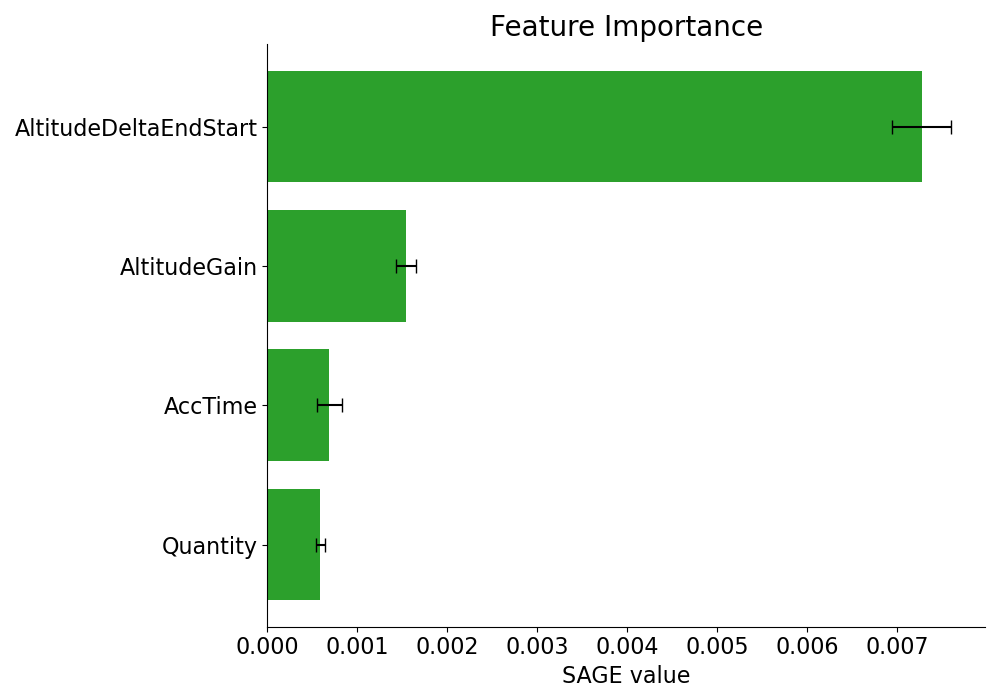 Feature Importance
AltitudeDeltaEndStart
AltitudeGain
AccTime
Quantity
0.000 0.001 0.002 0.003 0.004 0.005 0.006 0.007
SAGE value